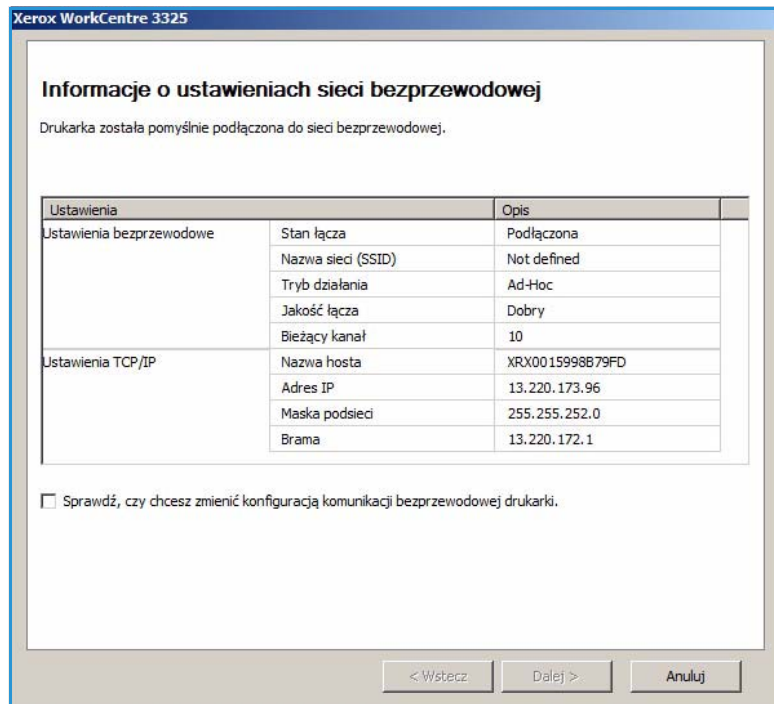 Xerox WorkCentre 3325
Informacje o ustawieniach sieci bezprzewodowej
Drukarka została pomyślnie podłączona do sieci bezprzewodowej.
Ustawienia Opis
Ustawienia bezprzewodowe Stan łącza Podłączona
Nazwa sieci (SSID) Not defined
Tryb działania Ad-Hoc
Jakość łącza Dobry
Bieżący kanał 10
Ustawienia TCP/IP Nazwa hosta XRX0015998B79FD
Adres IP 13.220.173.96
Maska podsieci 255.255.252.0
Brama 13.220.172.1
Sprawdź, czy chcesz zmienić konfiguracją komunikacji bezprzewodowej drukarki.
< Wstecz Dalej > Anuluj